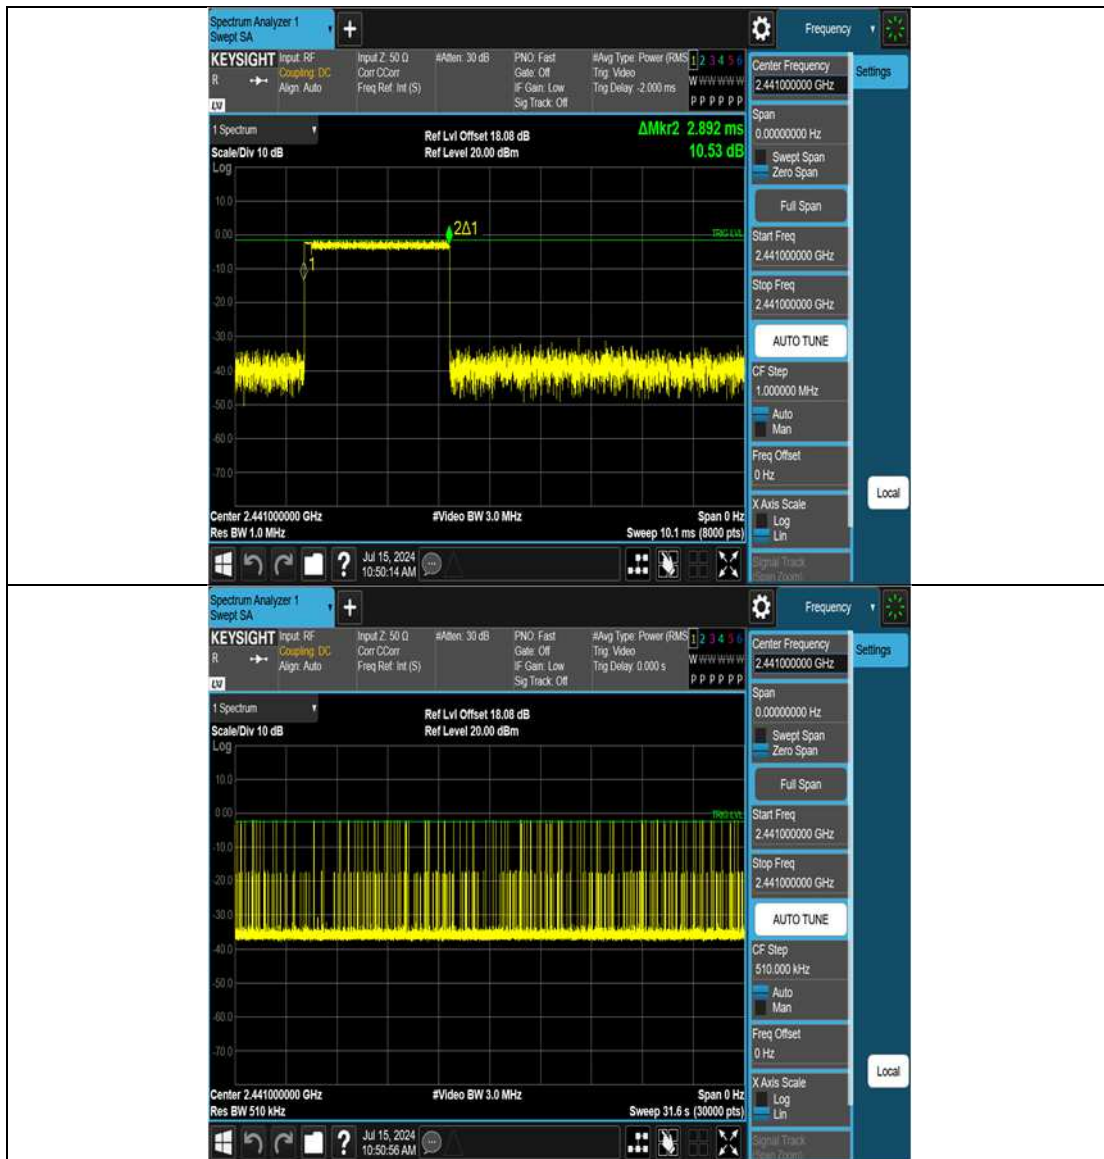 Spectrum Analyzer 1
Swept SA
Frequency
KEYSIGHT
R
Input: RF
Coupling: DC
Align: Auto
Input Z: 50 Ω
Corr CCorr
Freq Ref: Int (S)
#Atten: 30 dB
PNO: Fast
Gate: Off
IF Gain: Low
Sig Track: Off
#Avg Type: Power (RMS
Trig: Video
Trig Delay: -2.000 ms
1 2 3 4 5 6
W W W W W W
P P P P P P
1 Spectrum
Scale/Div 10 dB
Log
Ref Lvl Offset 18.08 dB
Ref Level 20.00 dBm
ΔMkr2 2.892 ms
10.53 dB
10.0
0.00
-10.0
-20.0
-30.0
-40.0
-50.0
-60.0
-70.0
TRIG LVL
2Δ1
1
Center 2.441000000 GHz
#Video BW 3.0 MHz
Span 0 Hz
Res BW 1.0 MHz
Sweep 10.1 ms (8000 pts)
Jul 15, 2024
10:50:14 AM
Center Frequency
2.441000000 GHz
Span
0.00000000 Hz
Swept Span
Zero Span
Full Span
Start Freq
2.441000000 GHz
Stop Freq
2.441000000 GHz
AUTO TUNE
CF Step
1.000000 MHz
Auto
Man
Freq Offset
0 Hz
X Axis Scale
Log
Lin
Signal Track
(Span Zoom)
Settings
Local
Spectrum Analyzer 1
Swept SA
Frequency
KEYSIGHT
R
Input: RF
Coupling: DC
Align: Auto
Input Z: 50 Ω
Corr CCorr
Freq Ref: Int (S)
#Atten: 30 dB
PNO: Fast
Gate: Off
IF Gain: Low
Sig Track: Off
#Avg Type: Power (RMS
Trig: Video
Trig Delay: 0.000 s
1 2 3 4 5 6
W W W W W W
P P P P P P
1 Spectrum
Scale/Div 10 dB
Log
Ref Lvl Offset 18.08 dB
Ref Level 20.00 dBm
10.0
0.00
-10.0
-20.0
-30.0
-40.0
-50.0
-60.0
-70.0
TRIG LVL
Center 2.441000000 GHz
#Video BW 3.0 MHz
Span 0 Hz
Res BW 510 kHz
Sweep 31.6 s (30000 pts)
Jul 15, 2024
10:50:56 AM
Center Frequency
2.441000000 GHz
Span
0.00000000 Hz
Swept Span
Zero Span
Full Span
Start Freq
2.441000000 GHz
Stop Freq
2.441000000 GHz
AUTO TUNE
CF Step
510.000 kHz
Auto
Man
Freq Offset
0 Hz
X Axis Scale
Log
Lin
Signal Track
(Span Zoom)
Settings
Local